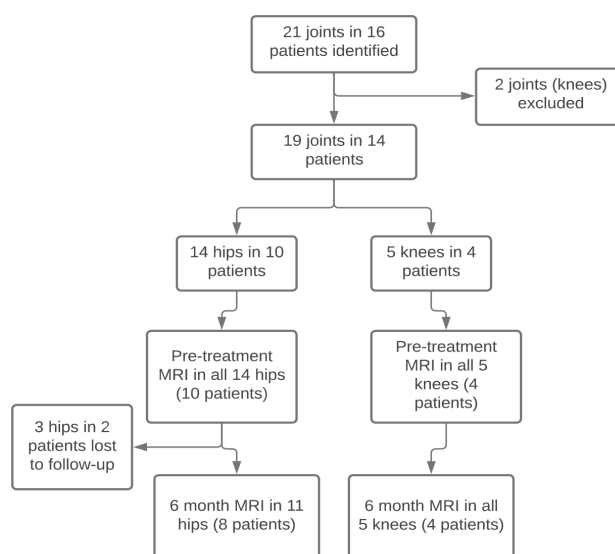 21 joints in 16
patients identified
2 joints (knees)
excluded
19 joints in 14
patients
14 hips in 10
patients
5 knees in 4
patients
Pre-treatment
MRI in all 14 hips
(10 patients)
Pre-treatment
MRI in all 5
knees (4
patients)
3 hips in 2
patients lost
to follow-up
6 month MRI in 11
hips (8 patients)
6 month MRI in all
5 knees (4 patients)